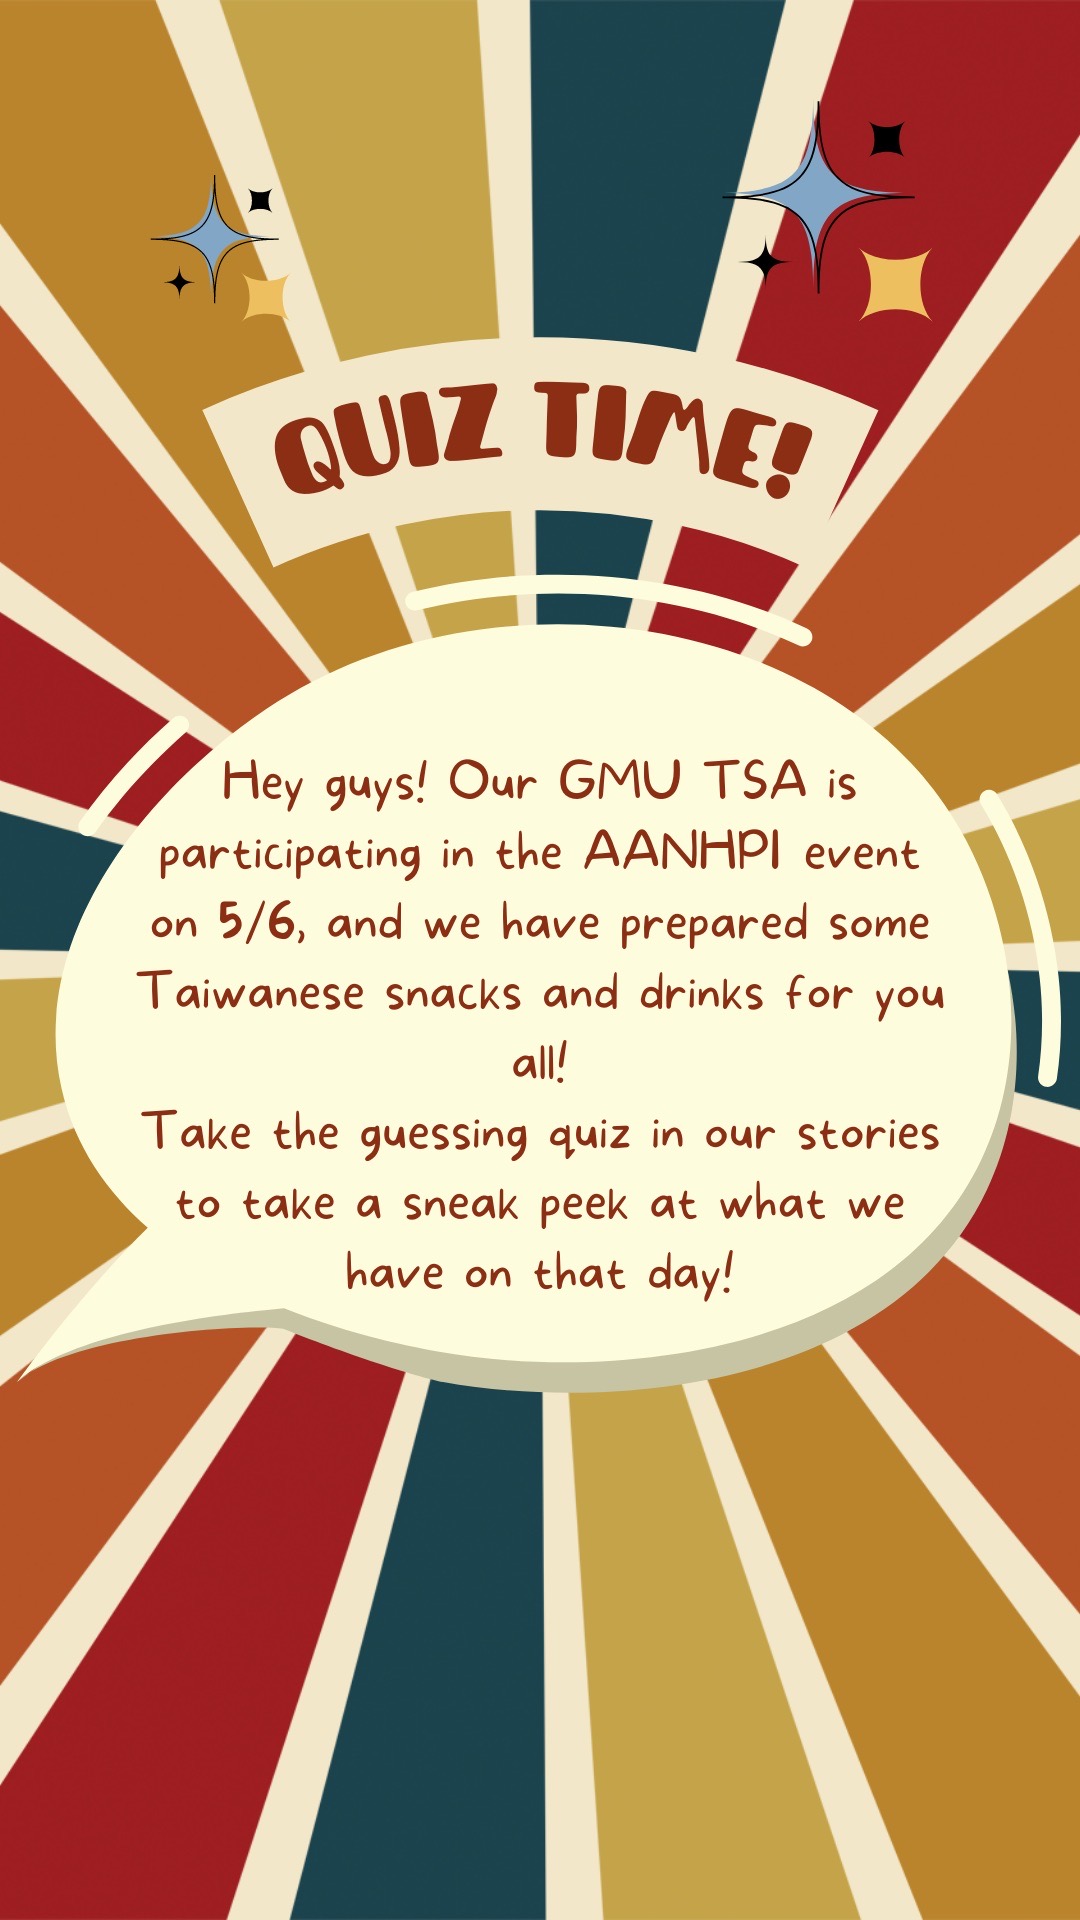 QUIZ TIME!
Hey guys! Our GMU TSA is
participating in the AANHPI event
on 5/6, and we have prepared some
Taiwanese snacks and drinks for you
all!
Take the guessing quiz in our stories
to take a sneak peek at what we
have on that day!